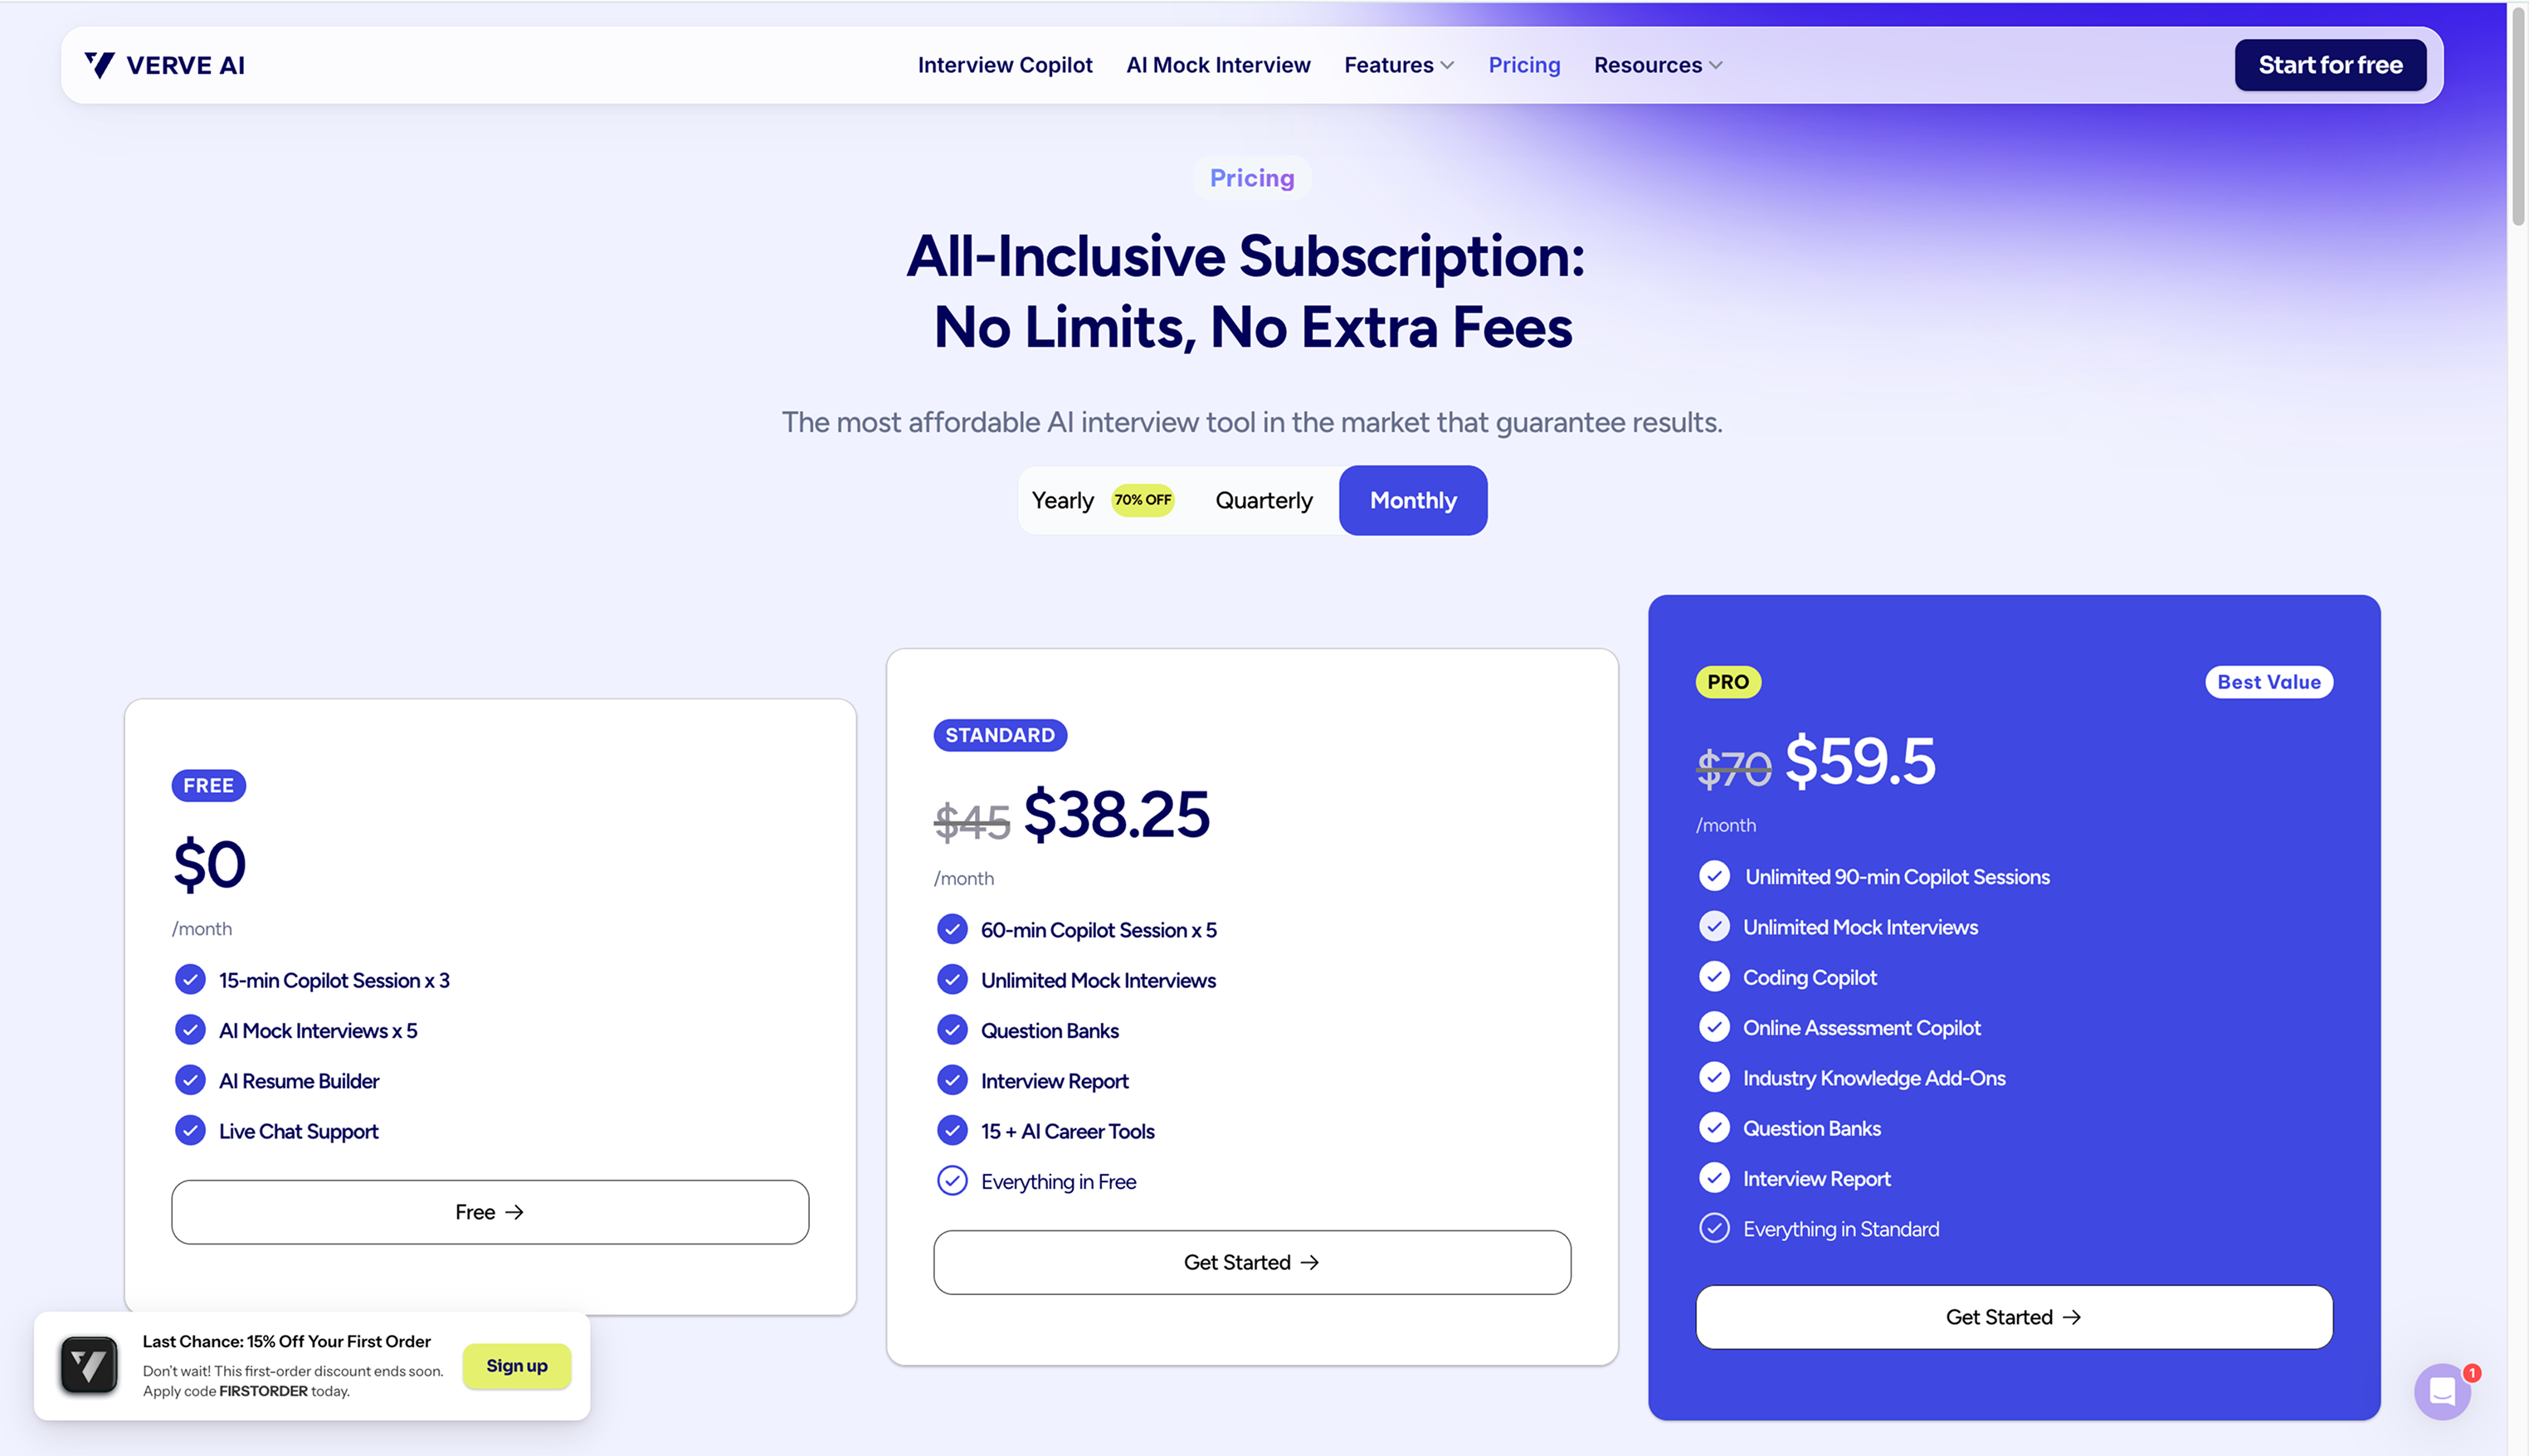 VERVE AI
Interview Copilot
AI Mock Interview
Features
Pricing
Resources
Start for free
Pricing
All-Inclusive Subscription:
No Limits, No Extra Fees
The most affordable AI interview tool in the market that guarantee results.
Yearly
70% OFF
Quarterly
Monthly
FREE
$0
/month
15-min Copilot Session x 3
AI Mock Interviews x 5
AI Resume Builder
Live Chat Support
Free →
STANDARD
$45 $38.25
/month
60-min Copilot Session x 5
Unlimited Mock Interviews
Question Banks
Interview Report
15 + AI Career Tools
Everything in Free
Get Started →
PRO
Best Value
$70 $59.5
/month
Unlimited 90-min Copilot Sessions
Unlimited Mock Interviews
Coding Copilot
Online Assessment Copilot
Industry Knowledge Add-Ons
Question Banks
Interview Report
Everything in Standard
Get Started →
Last Chance: 15% Off Your First Order
Don't wait! This first-order discount ends soon.
Apply code FIRSTORDER today.
Sign up
1